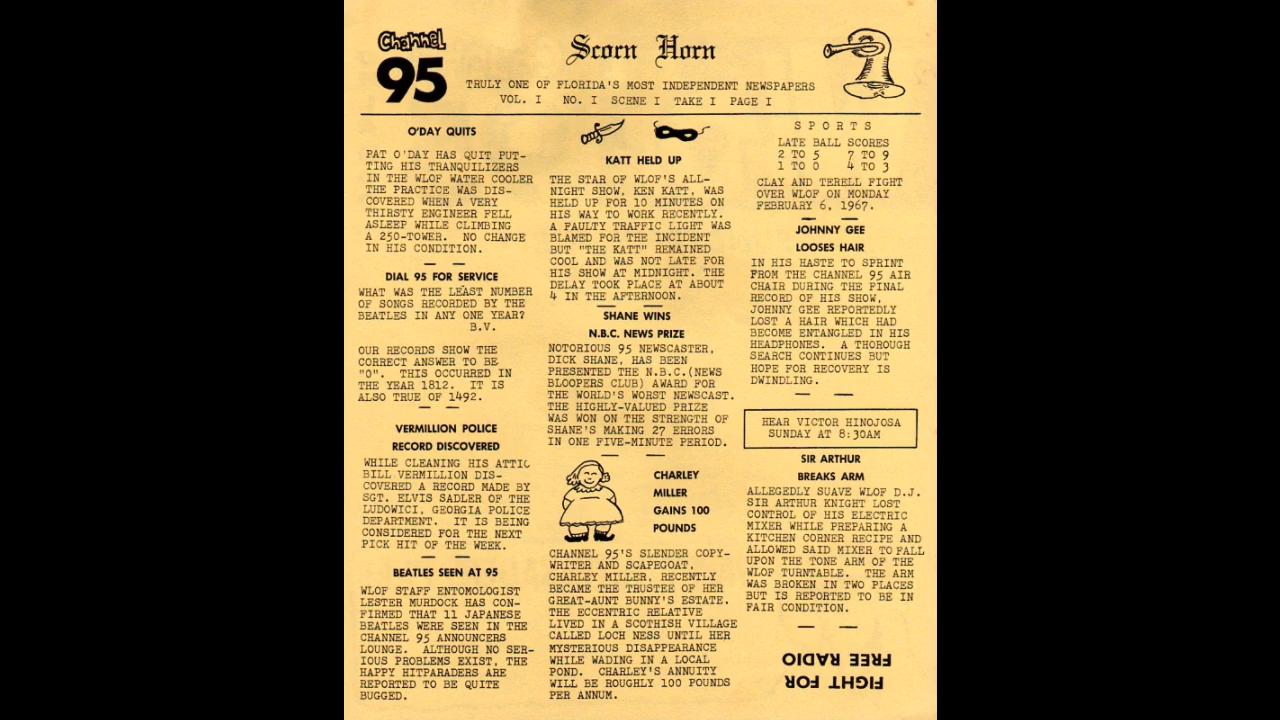 Channel
95
Scorn Horn
TRULY ONE OF FLORIDA'S MOST INDEPENDENT NEWSPAPERS
VOL. I NO. I SCENE I TAKE I PAGE I
O'DAY QUITS
PAT O'DAY HAS QUIT PUT-
TING HIS TRANQUILIZERS
IN THE WLOF WATER COOLER
THE PRACTICE WAS DIS-
COVERED WHEN A VERY
THIRSTY ENGINEER FELL
ASLEEP WHILE CLIMBING
A 250-TOWER. NO CHANGE
IN HIS CONDITION.
DIAL 95 FOR SERVICE
WHAT WAS THE LEAST NUMBER
OF SONGS RECORDED BY THE
BEATLES IN ANY ONE YEAR?
B.V.
OUR RECORDS SHOW THE
CORRECT ANSWER TO BE
"0". THIS OCCURRED IN
THE YEAR 1812. IT IS
ALSO TRUE OF 1492.
VERMILLION POLICE
RECORD DISCOVERED
WHILE CLEANING HIS ATTIC
BILL VERMILLION DIS-
COVERED A RECORD MADE BY
SGT. ELVIS SADLER OF THE
LUDOWICI, GEORGIA POLICE
DEPARTMENT. IT IS BEING
CONSIDERED FOR THE NEXT
PICK HIT OF THE WEEK.
BEATLES SEEN AT 95
WLOF STAFF ENTOMOLOGIST
LESTER MURDOCK HAS CON-
FIRMED THAT 11 JAPANESE
BEATLES WERE SEEN IN THE
CHANNEL 95 ANNOUNCERS
LOUNGE. ALTHOUGH NO SER-
IOUS PROBLEMS EXIST, THE
HAPPY HITPARADERS ARE
REPORTED TO BE QUITE
BUGGED.
KATT HELD UP
THE STAR OF WLOF'S ALL-
NIGHT SHOW, KEN KATT, WAS
HELD UP FOR 10 MINUTES ON
HIS WAY TO WORK RECENTLY.
A FAULTY TRAFFIC LIGHT WAS
BLAMED FOR THE INCIDENT
BUT "THE KATT" REMAINED
COOL AND WAS NOT LATE FOR
HIS SHOW AT MIDNIGHT. THE
DELAY TOOK PLACE AT ABOUT
4 IN THE AFTERNOON.
SHANE WINS
N.B.C. NEWS PRIZE
NOTORIOUS 95 NEWSCASTER,
DICK SHANE, HAS BEEN
PRESENTED THE N.B.C.(NEWS
BLOOPERS CLUB) AWARD FOR
THE WORLD'S WORST NEWSCAST.
THE HIGHLY-VALUED PRIZE
WAS WON ON THE STRENGTH OF
SHANE'S MAKING 27 ERRORS
IN ONE FIVE-MINUTE PERIOD.
CHARLEY
MILLER
GAINS 100
POUNDS
CHANNEL 95'S SLENDER COPY-
WRITER AND SCAPEGOAT,
CHARLEY MILLER, RECENTLY
BECAME THE TRUSTEE OF HER
GREAT-AUNT BUNNY'S ESTATE.
THE ECCENTRIC RELATIVE
LIVED IN A SCOTHISH VILLAGE
CALLED LOCH NESS UNTIL HER
MYSTERIOUS DISAPPEARANCE
WHILE WADING IN A LOCAL
POND. CHARLEY'S ANNUITY
WILL BE ROUGHLY 100 POUNDS
PER ANNUM.
SPORTS
LATE BALL SCORES
2 TO 5 7 TO 9
1 TO 0 4 TO 3
CLAY AND TERELL FIGHT
OVER WLOF ON MONDAY
FEBRUARY 6, 1967.
JOHNNY GEE
LOOSES HAIR
IN HIS HASTE TO SPRINT
FROM THE CHANNEL 95 AIR
CHAIR DURING THE FINAL
RECORD OF HIS SHOW,
JOHNNY GEE REPORTEDLY
LOST A HAIR WHICH HAD
BECOME ENTANGLED IN HIS
HEADPHONES. A THOROUGH
SEARCH CONTINUES BUT
HOPE FOR RECOVERY IS
DWINDLING.
HEAR VICTOR HINOJOSA
SUNDAY AT 8:30AM
SIR ARTHUR
BREAKS ARM
ALLEGEDLY SUAVE WLOF D.J.
SIR ARTHUR KNIGHT LOST
CONTROL OF HIS ELECTRIC
MIXER WHILE PREPARING A
KITCHEN CORNER RECIPE AND
ALLOWED SAID MIXER TO FALL
UPON THE TONE ARM OF THE
WLOF TURNTABLE. THE ARM
WAS BROKEN IN TWO PLACES
BUT IS REPORTED TO BE IN
FAIR CONDITION.
FIGHT FOR
FREE RADIO